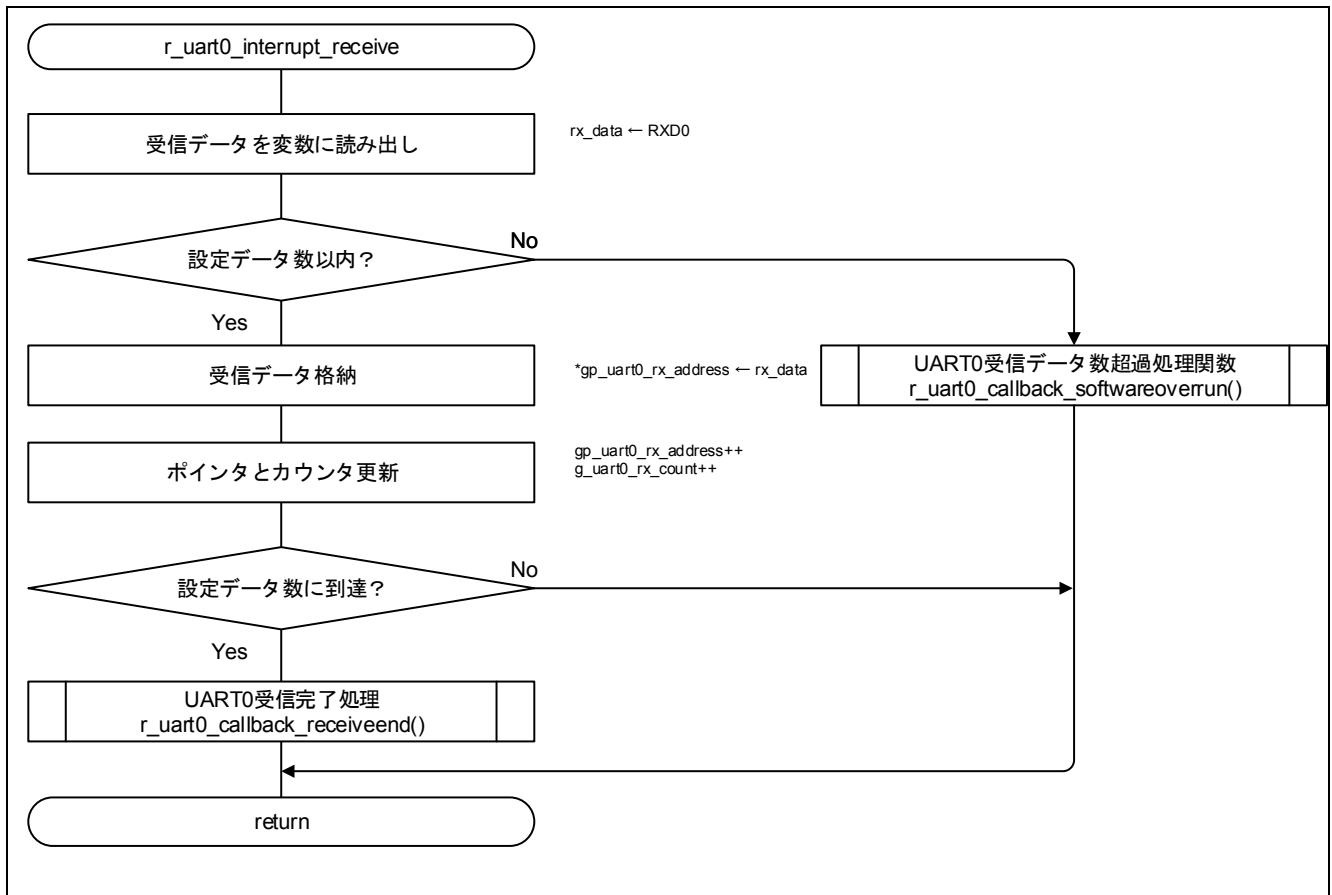 r_uart0_interrupt_receive
受信データを変数に読み出し
rx_data ← RXD0
設定データ数以内？
No
Yes
受信データ格納
*gp_uart0_rx_address ← rx_data
UART0受信データ数超過処理関数
r_uart0_callback_softwareoverrun()
ポインタとカウンタ更新
gp_uart0_rx_address++
g_uart0_rx_count++
設定データ数に到達？
No
Yes
UART0受信完了処理
r_uart0_callback_receiveend()
return